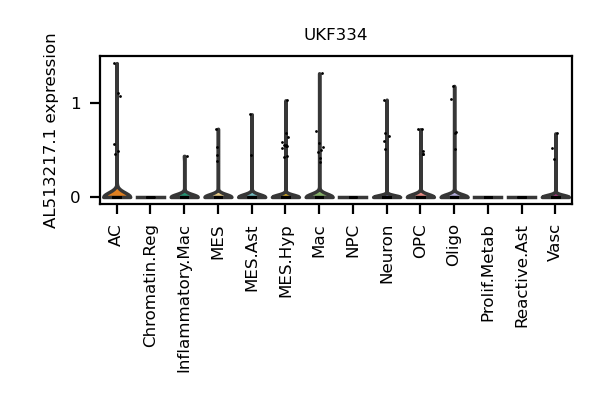 UKF334
AL513217.1 expression
1
0
AC
Chromatin.Reg
Inflammatory.Mac
MES
MES.Ast
MES.Hyp
Mac
NPC
Neuron
OPC
Oligo
Prolif.Metab
Reactive.Ast
Vasc